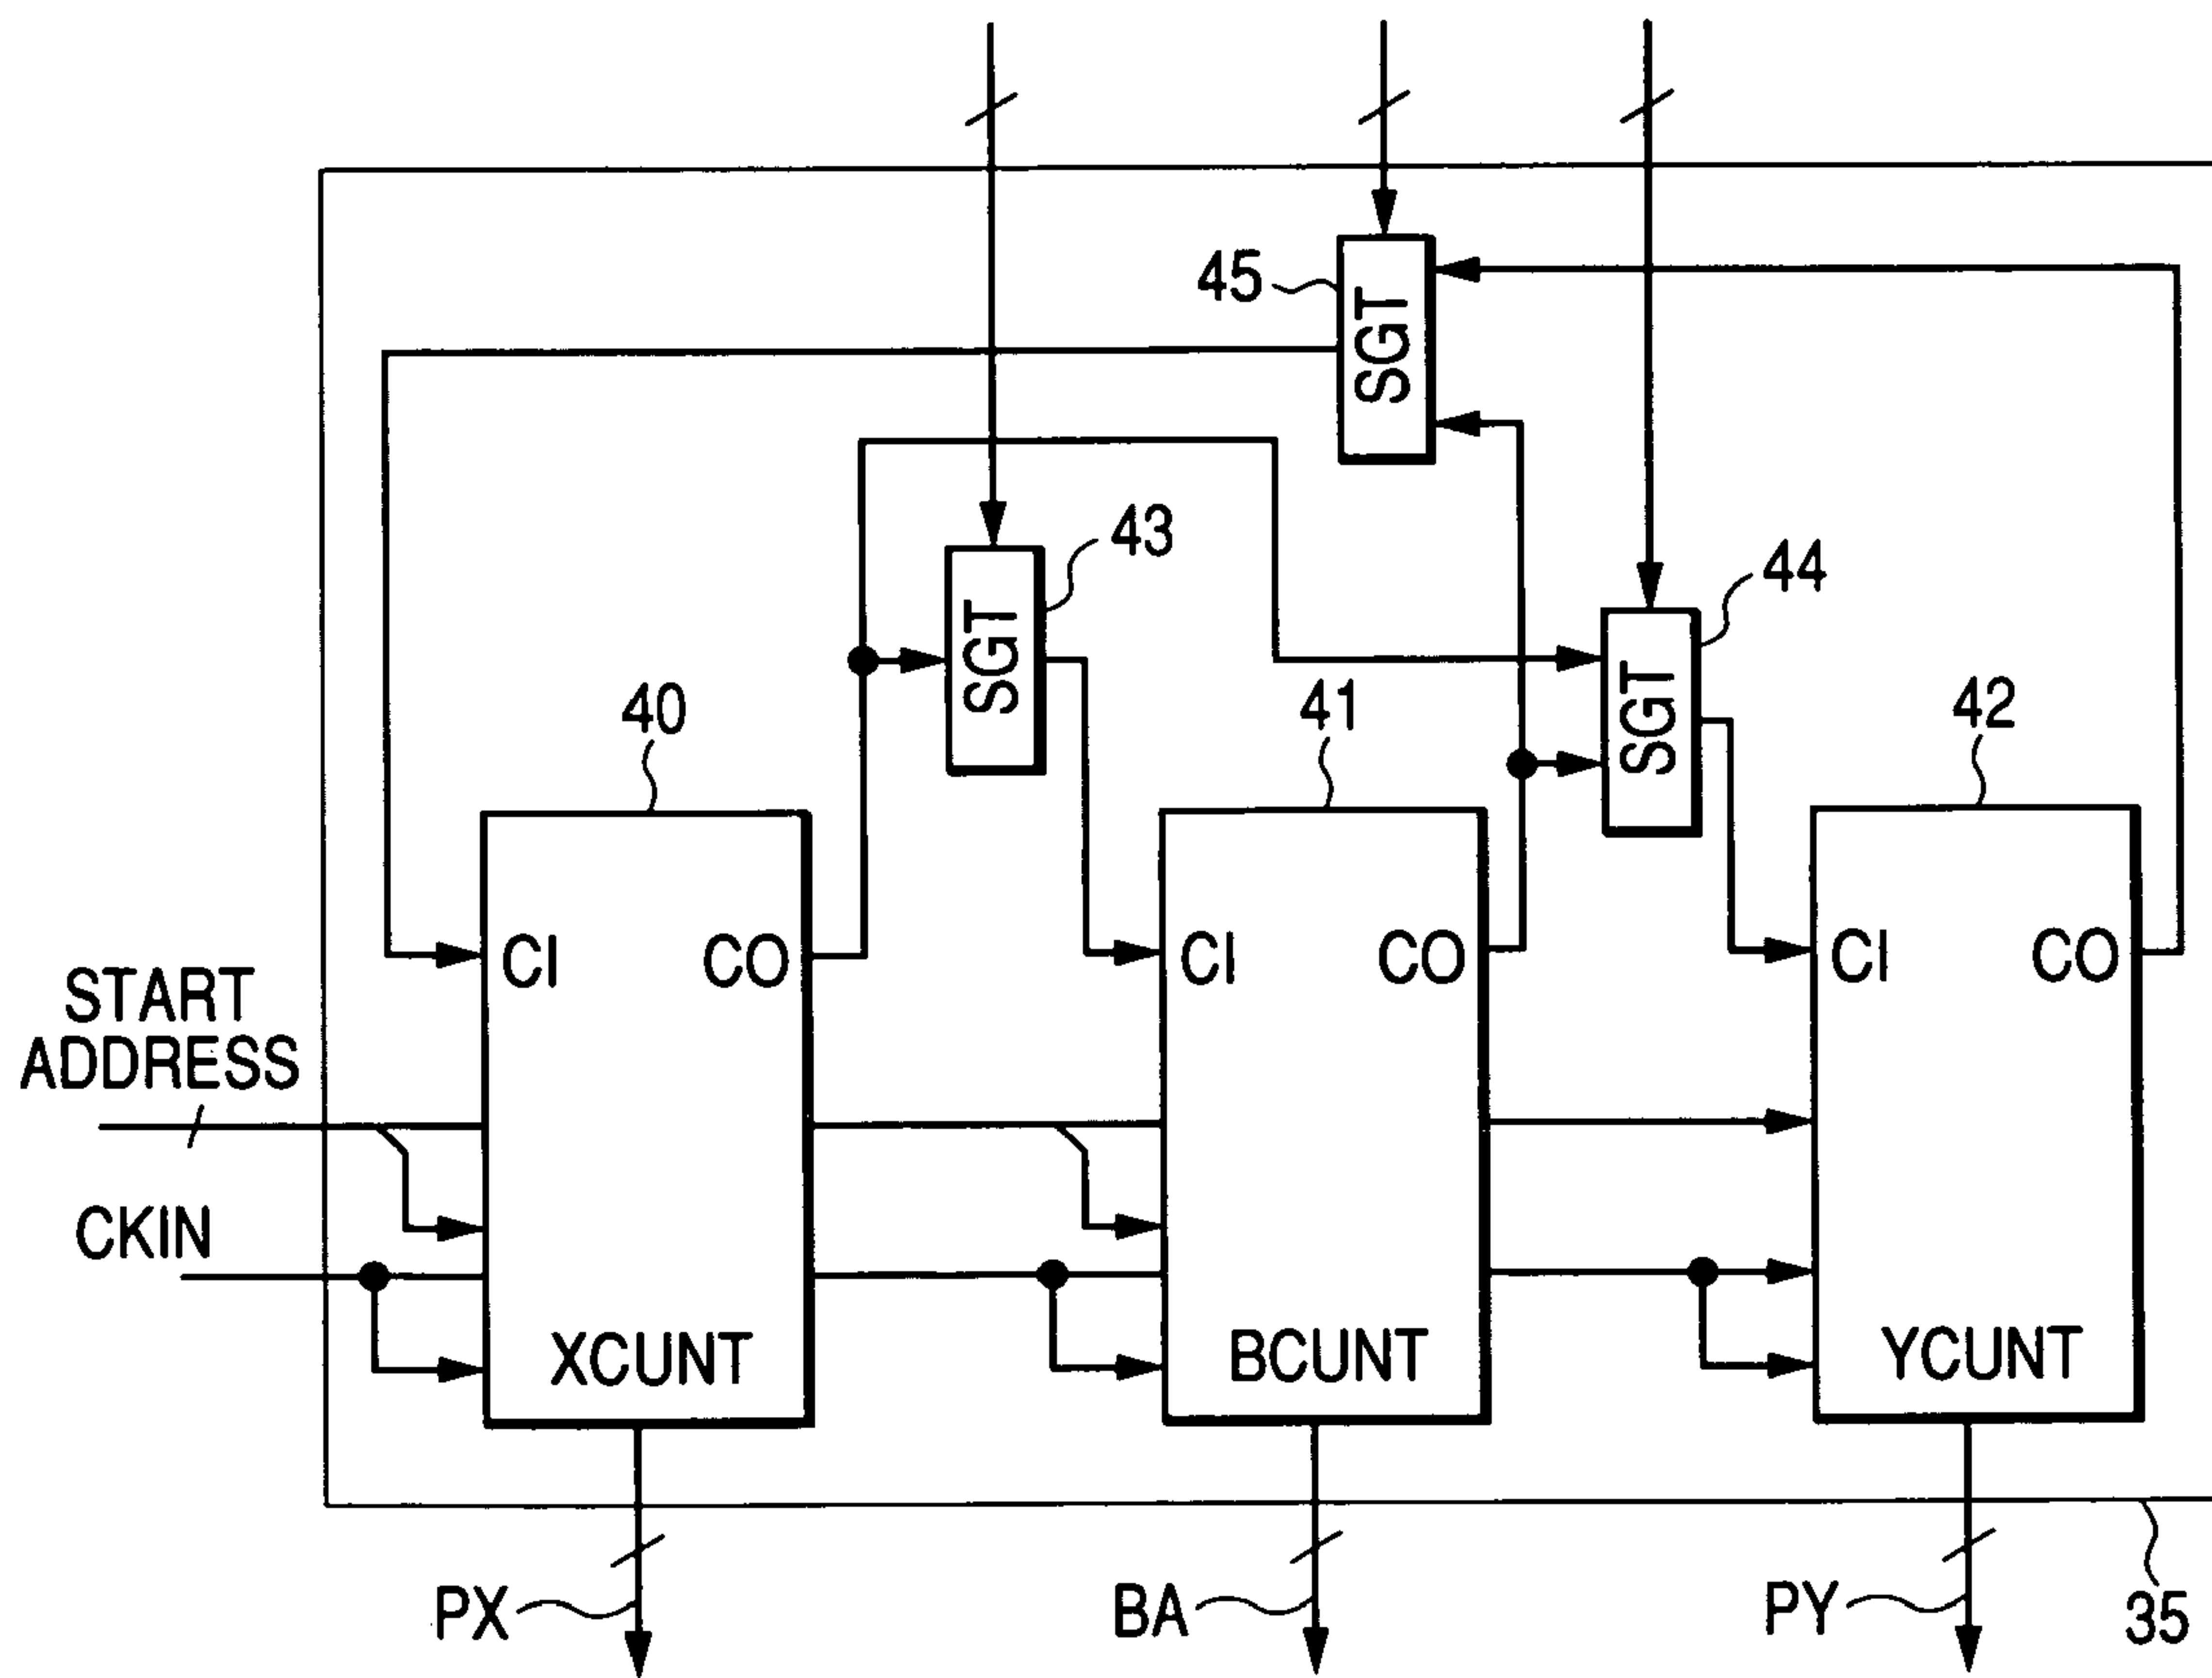 45
SGT
43
SGT
44
SGT
40
41
42
CI
CO
CI
CO
CI
CO
START
ADDRESS
CKIN
XCUNT
BCUNT
YCUNT
PX
BA
PY
35